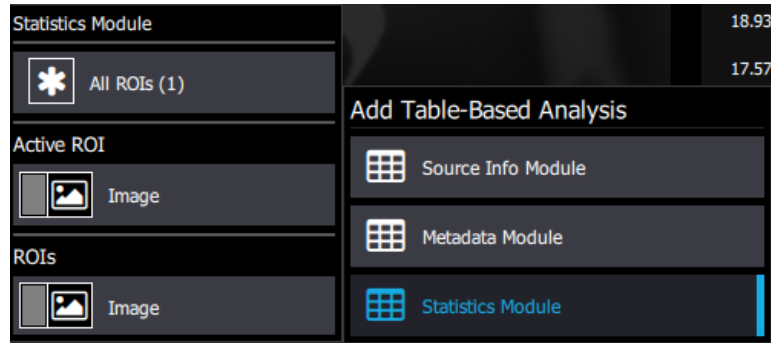 Statistics Module
All ROIs (1)
Active ROI
Image
ROIs
Image
18.93
17.57
Add Table-Based Analysis
Source Info Module
Metadata Module
Statistics Module